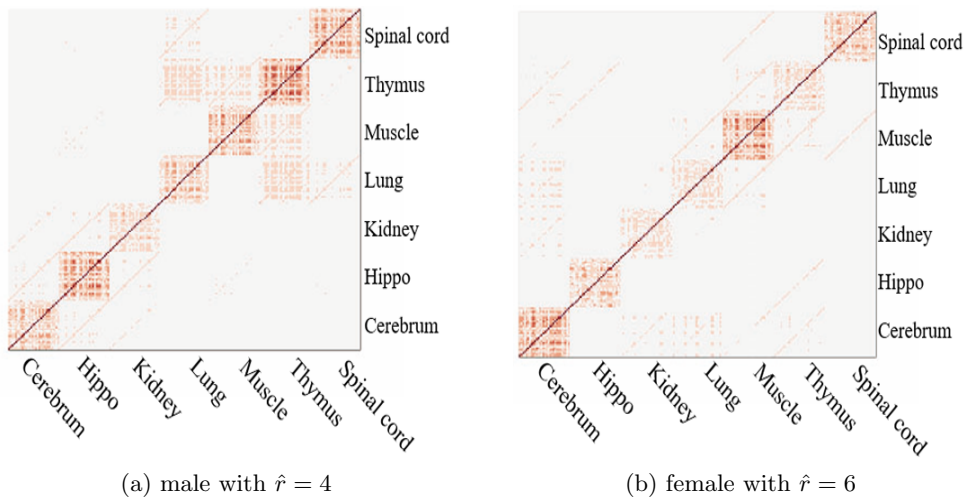 Spinal cord
Thymus
Muscle
Lung
Kidney
Hippo
Cerebrum
Cerebrum
Hippo
Kidney
Lung
Muscle
Thymus
Spinal cord
(a) male with r̂ = 4
Spinal cord
Thymus
Muscle
Lung
Kidney
Hippo
Cerebrum
Cerebrum
Hippo
Kidney
Lung
Muscle
Thymus
Spinal cord
(b) female with r̂ = 6